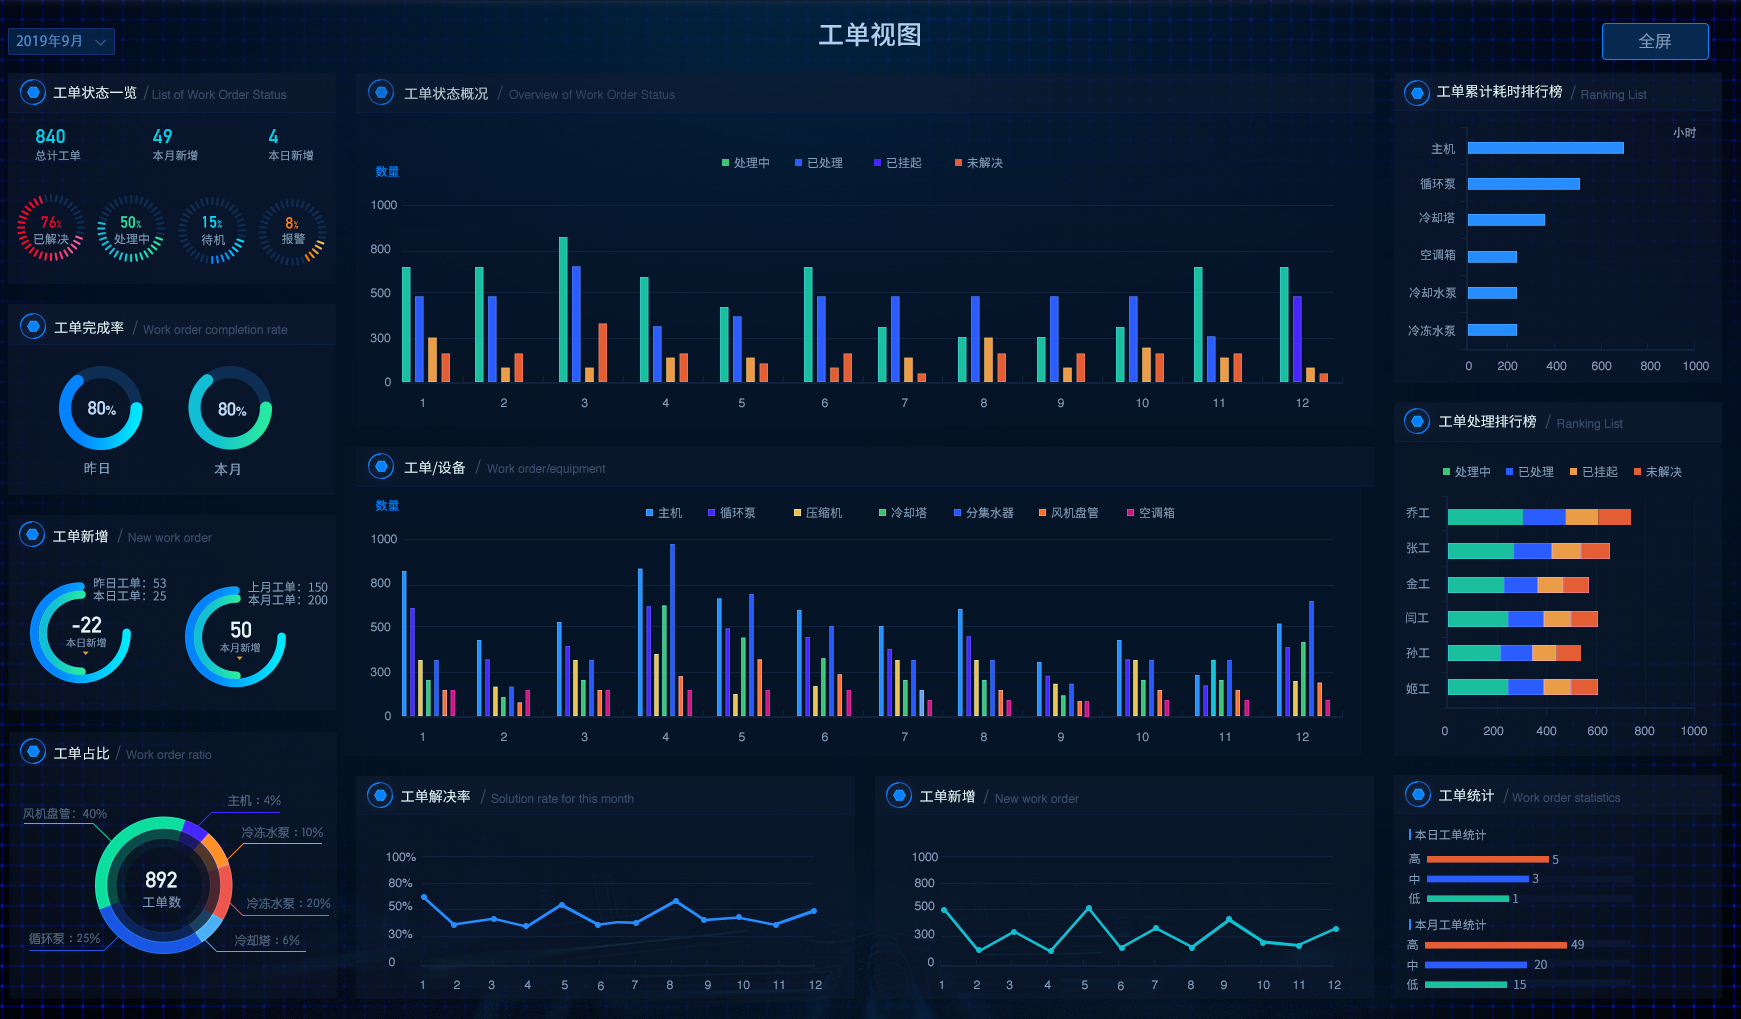 工单视图
2019年9月
全屏
工单状态一览 / List of Work Order Status
840 49 4
总计工单 本月新增 本日新增
76% 50% 15% 8%
已解决 处理中 待机 报警
工单完成率 / Work order completion rate
80% 80%
昨日 本月
工单新增 / New work order
昨日工单：53
本日工单：25
-22
本日新增
上月工单：150
本月工单：200
50
本月新增
工单占比 / Work order ratio
主机：4%
风机盘管：40%
冷冻水泵：10%
892
工单数
冷冻水泵：20%
循环泵：25%
冷却塔：6%
工单状态概况 / Overview of Work Order Status
处理中 已处理 已挂起 未解决
数量
1000
800
500
300
0
1 2 3 4 5 6 7 8 9 10 11 12
工单/设备 / Work order/equipment
数量
主机 循环泵 压缩机 冷却塔 分集水器 风机盘管 空调箱
1000
800
500
300
0
1 2 3 4 5 6 7 8 9 10 11 12
工单解决率 / Solution rate for this month
100%
80%
50%
30%
0
1 2 3 4 5 6 7 8 9 10 11 12
工单新增 / New work order
1000
800
500
300
0
1 2 3 4 5 6 7 8 9 10 11 12
工单累计耗时排行榜 / Ranking List
小时
主机
循环泵
冷却塔
空调箱
冷却水泵
冷冻水泵
0 200 400 600 800 1000
工单处理排行榜 / Ranking List
处理中 已处理 已挂起 未解决
乔工
张工
金工
闫工
孙工
姬工
0 200 400 600 800 1000
工单统计 / Work order statistics
本日工单统计
高 5
中 3
低 1
本月工单统计
高 49
中 20
低 15